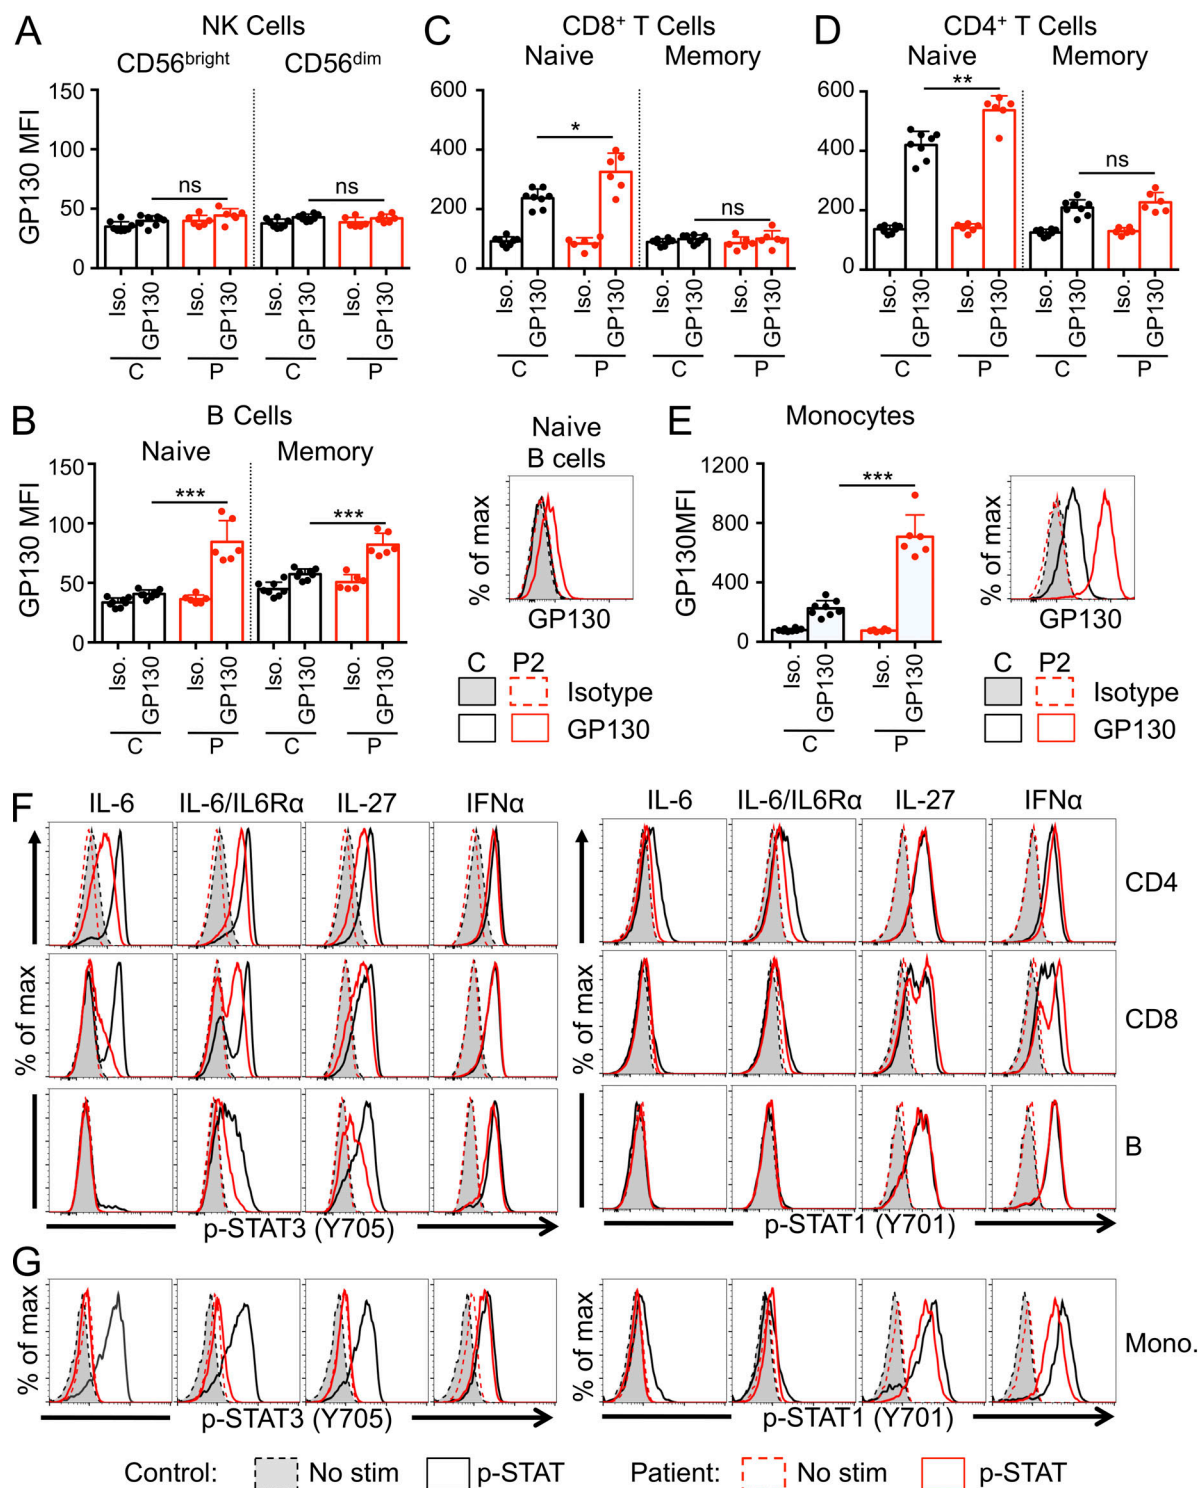 A
NK Cells
CD56bright
CD56dim
GP130 MFI
150
100
50
0
ns
ns
Iso.
GP130
Iso.
GP130
Iso.
GP130
Iso.
GP130
C
P
C
P
C
CD8+ T Cells
Naive
Memory
600
400
200
0
*
ns
Iso.
GP130
Iso.
GP130
Iso.
GP130
Iso.
GP130
C
P
C
P
D
CD4+ T Cells
Naive
Memory
600
400
200
0
**
ns
Iso.
GP130
Iso.
GP130
Iso.
GP130
Iso.
GP130
C
P
C
P
B
B Cells
Naive
Memory
GP130 MFI
150
100
50
0
***
***
Iso.
GP130
Iso.
GP130
Iso.
GP130
Iso.
GP130
C
P
C
P
Naive
B cells
% of max
GP130
C P2
Isotype
GP130
E
Monocytes
GP130MFI
1200
800
400
0
***
Iso.
GP130
Iso.
GP130
C
P
% of max
GP130
C P2
Isotype
GP130
F
IL-6 IL-6/IL6Rα IL-27 IFNα
IL-6 IL-6/IL6Rα IL-27 IFNα
CD4
% of max
% of max
CD8
B
p-STAT3 (Y705)
p-STAT1 (Y701)
G
% of max
% of max
Mono.
p-STAT3 (Y705)
p-STAT1 (Y701)
Control: No stim p-STAT Patient: No stim p-STAT